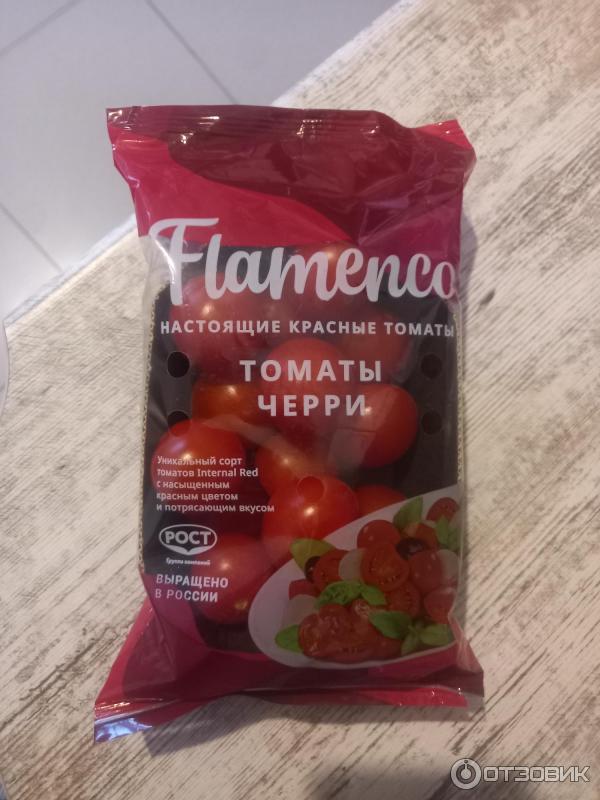 Flamenco
НАСТОЯЩИЕ КРАСНЫЕ ТОМАТЫ
ТОМАТЫ
ЧЕРРИ
Уникальный сорт
томатов Internal Red
с насыщенным
красным цветом
и потрясающим вкусом
РОСТ
Группа компаний
ВЫРАЩЕНО
В РОССИИ
ОТЗОВИК